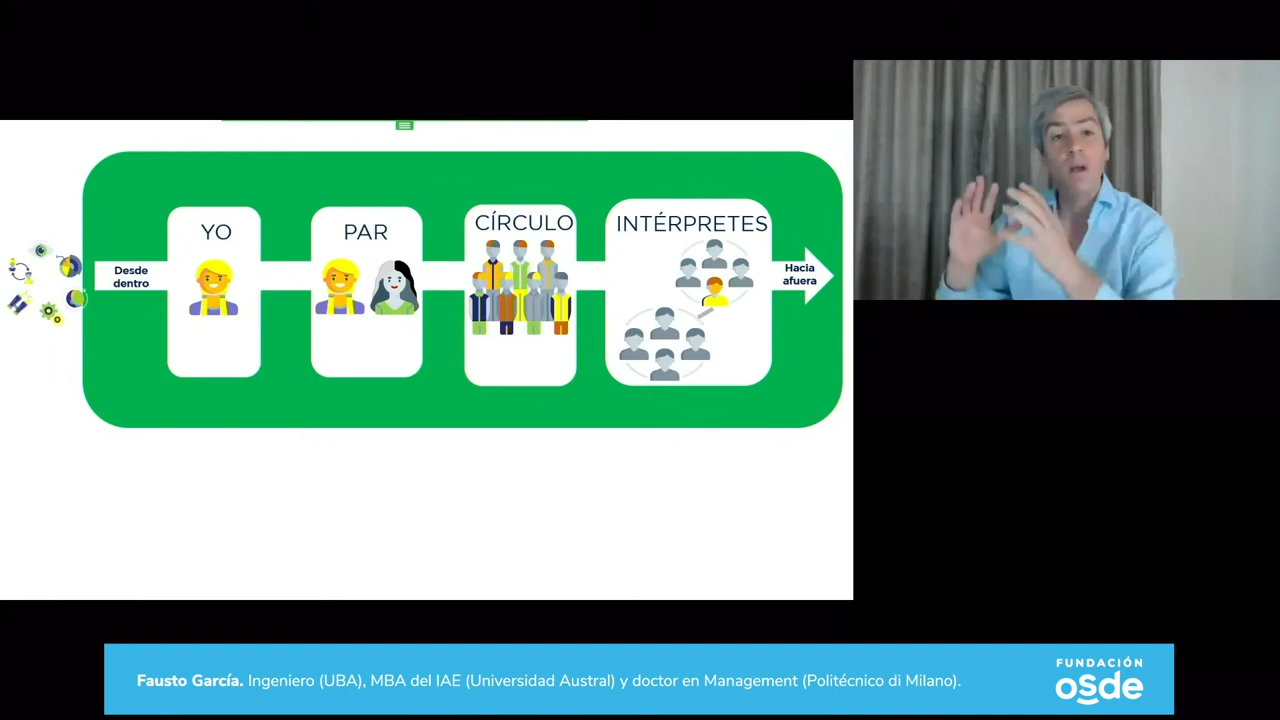 YO
PAR
CÍRCULO
INTÉRPRETES
Desde
dentro
Hacia
afuera
Fausto García. Ingeniero (UBA), MBA del IAE (Universidad Austral) y doctor en Management (Politécnico di Milano).
FUNDACIÓN
osde